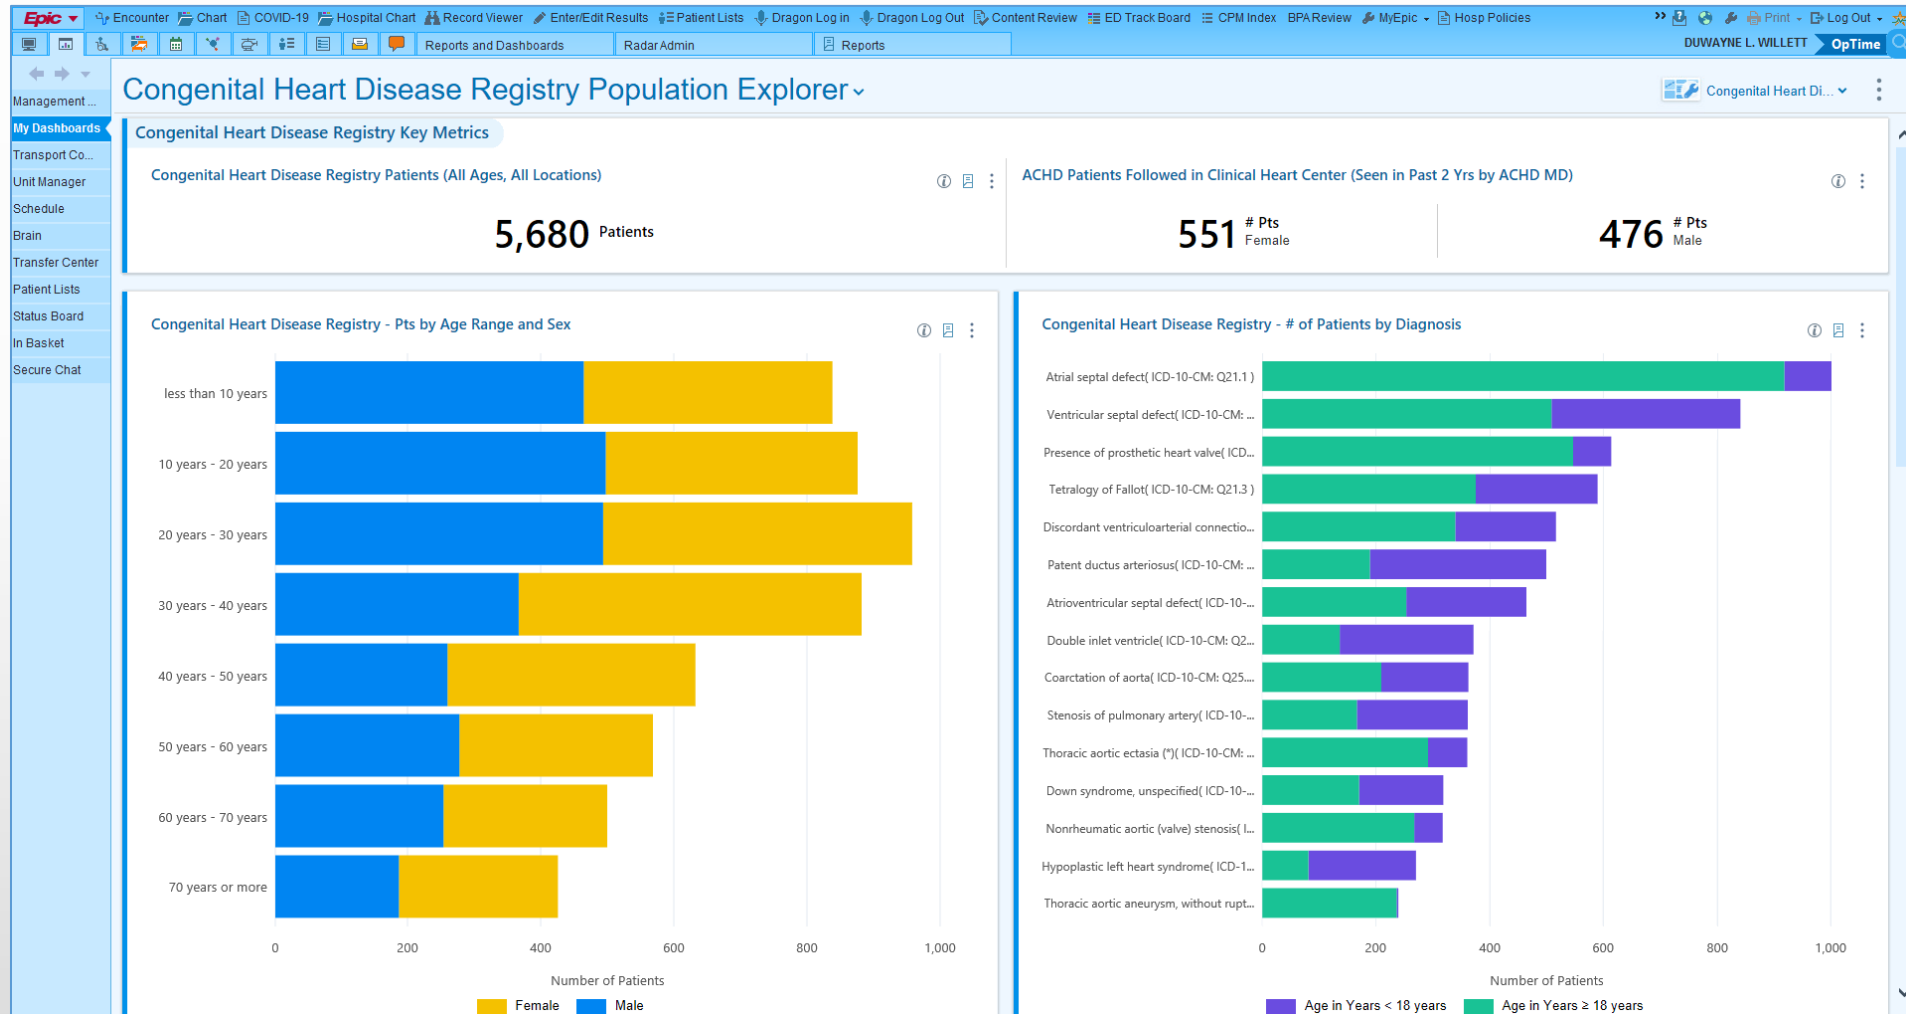 Epic Encounter Chart COVID-19 Hospital Chart Record Viewer Enter/Edit Results Patient Lists Dragon Log in Dragon Log Out Content Review ED Track Board CPM Index BPA Review MyEpic Hosp Policies Print Log Out
Reports and Dashboards Radar Admin Reports DUWAYNE L. WILLETT OpTime
Congenital Heart Disease Registry Population Explorer Congenital Heart Di...
Management ...
My Dashboards
Transport Co...
Unit Manager
Schedule
Brain
Transfer Center
Patient Lists
Status Board
In Basket
Secure Chat
Congenital Heart Disease Registry Key Metrics
Congenital Heart Disease Registry Patients (All Ages, All Locations)
5,680 Patients
ACHD Patients Followed in Clinical Heart Center (Seen in Past 2 Yrs by ACHD MD)
551 # Pts
Female
476 # Pts
Male
Congenital Heart Disease Registry - Pts by Age Range and Sex
less than 10 years
10 years - 20 years
20 years - 30 years
30 years - 40 years
40 years - 50 years
50 years - 60 years
60 years - 70 years
70 years or more
0 200 400 600 800 1,000
Number of Patients
Female Male
Congenital Heart Disease Registry - # of Patients by Diagnosis
Atrial septal defect( ICD-10-CM: Q21.1 )
Ventricular septal defect( ICD-10-CM: ...
Presence of prosthetic heart valve( ICD...
Tetralogy of Fallot( ICD-10-CM: Q21.3 )
Discordant ventriculoarterial connectio...
Patent ductus arteriosus( ICD-10-CM: ...
Atrioventricular septal defect( ICD-10-...
Double inlet ventricle( ICD-10-CM: Q2...
Coarctation of aorta( ICD-10-CM: Q25....
Stenosis of pulmonary artery( ICD-10-...
Thoracic aortic ectasia (*)( ICD-10-CM: ...
Down syndrome, unspecified( ICD-10-...
Nonrheumatic aortic (valve) stenosis( I...
Hypoplastic left heart syndrome( ICD-1...
Thoracic aortic aneurysm, without rupt...
0 200 400 600 800 1,000
Number of Patients
Age in Years < 18 years Age in Years ≥ 18 years